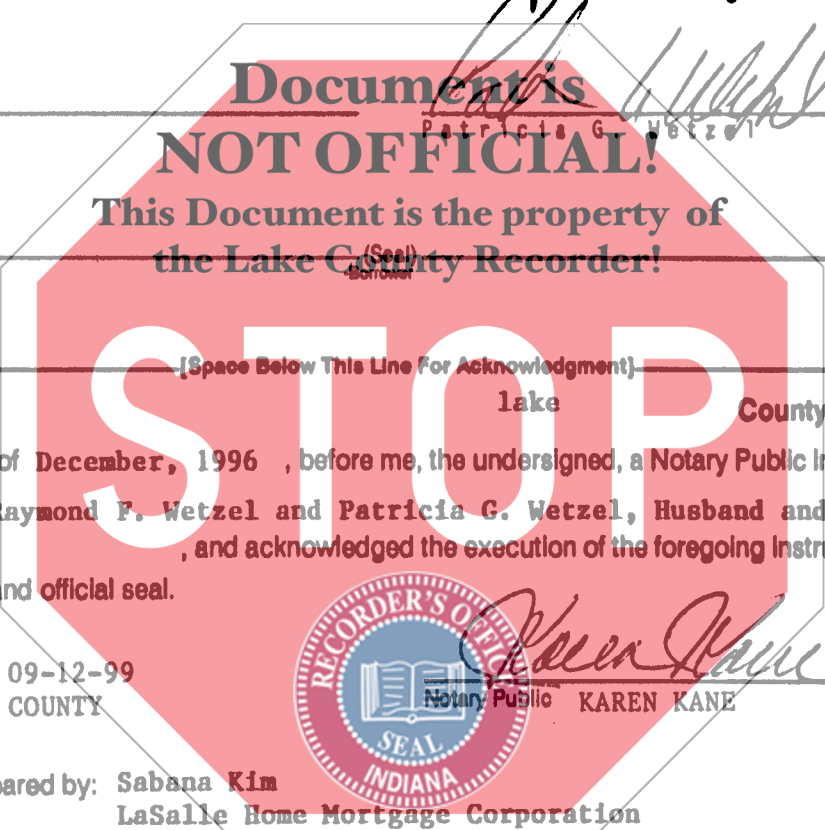 Document is
Patricia G. Wetzel
NOT OFFICIAL!
This Document is the property of
(Seal)
the Lake County Recorder!
-Borrower
STOP
[Space Below This Line For Acknowledgment]
lake County
of December, 1996 , before me, the undersigned, a Notary Public
Raymond F. Wetzel and Patricia G. Wetzel, Husband and
, and acknowledged the execution of the foregoing instru
and official seal.
RECORDER'S OFFICE
SEAL
INDIANA
Karen Kane
09-12-99
Notary Public KAREN KANE
COUNTY
pared by: Sabana Kim
LaSalle Home Mortgage Corporation